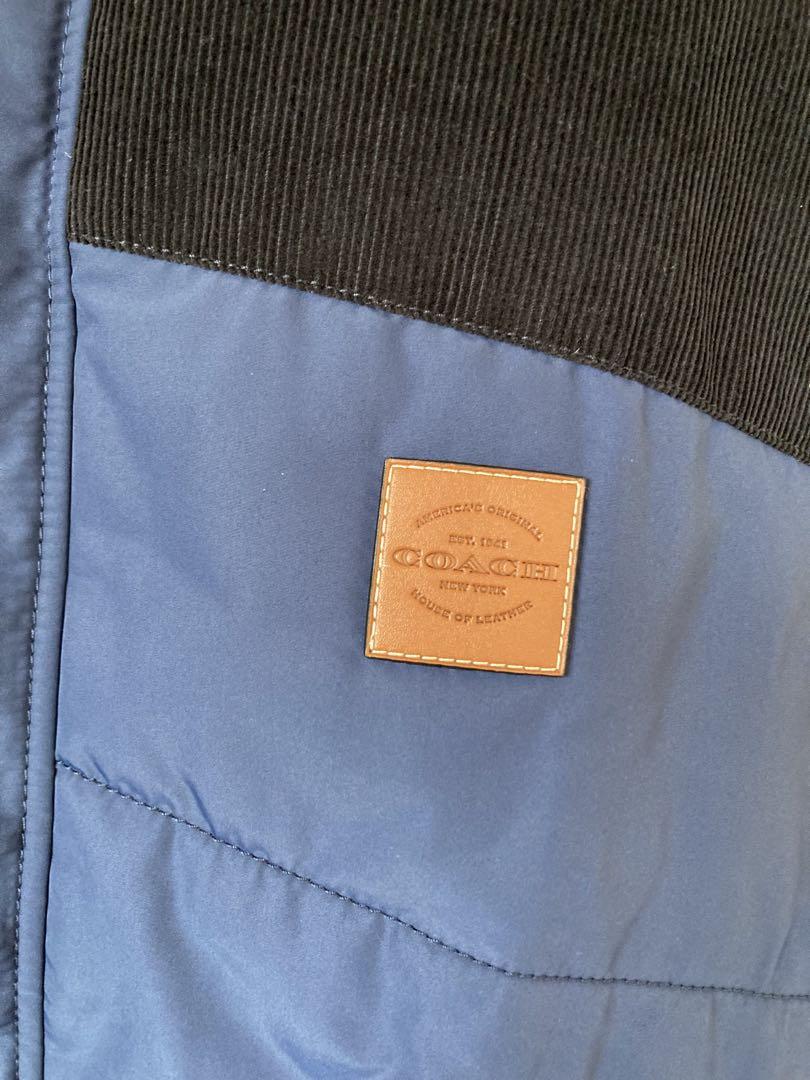 AMERICA'S ORIGINAL
EST. 1941
COACH
NEW YORK
HOUSE OF LEATHER